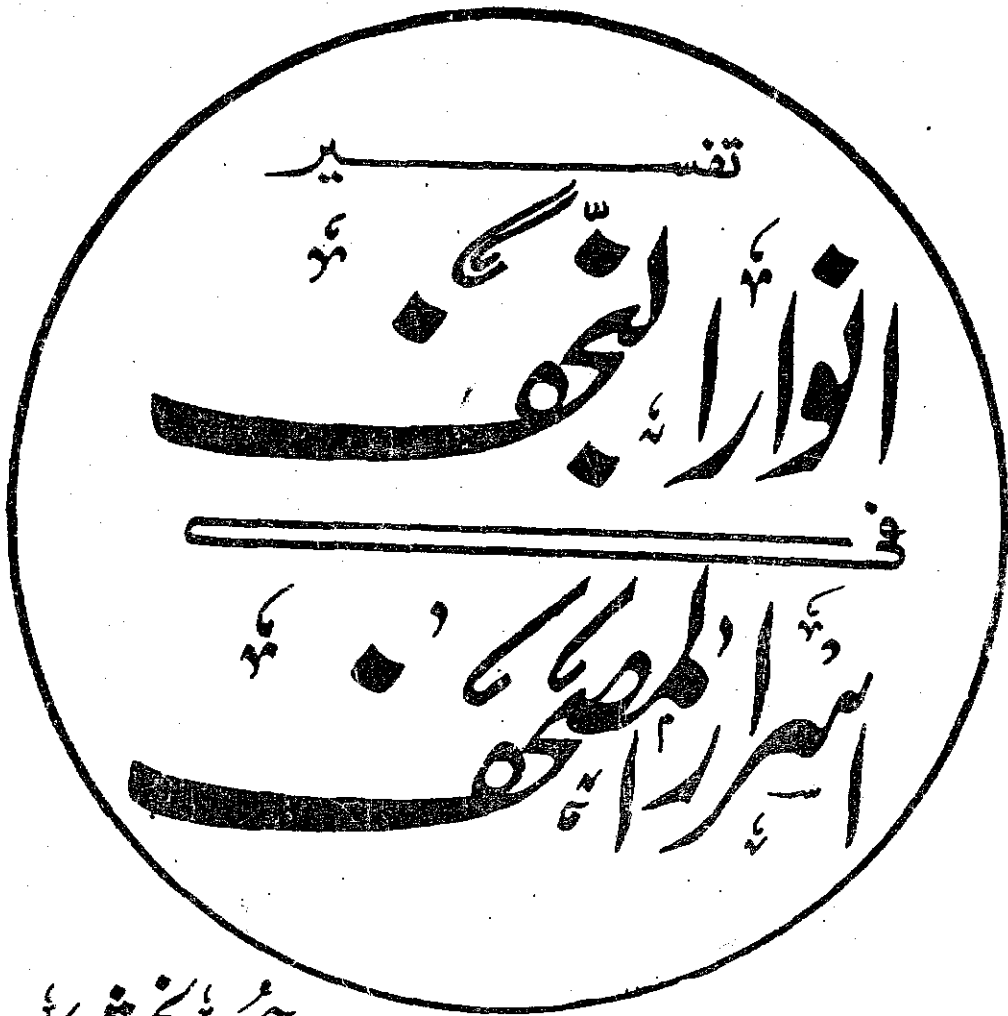 تفسیر
انوار النجف
فی
اسرار المصحف